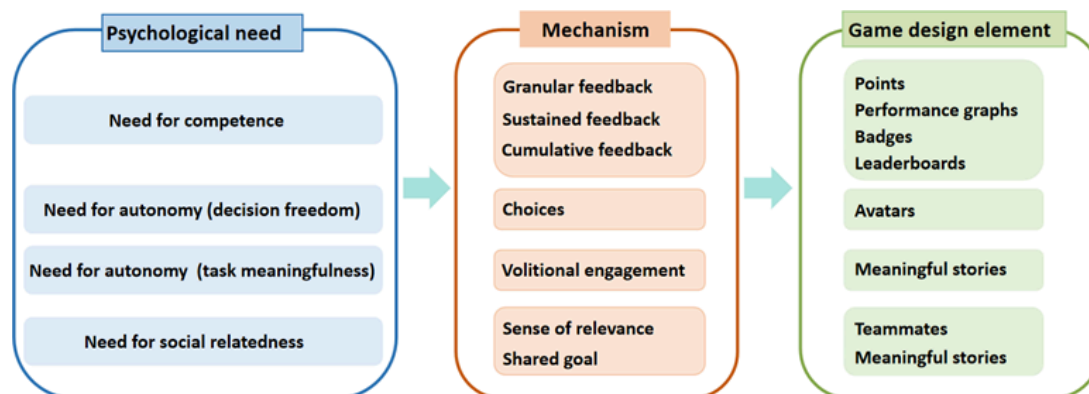 Psychological need
Need for competence
Need for autonomy (decision freedom)
Need for autonomy (task meaningfulness)
Need for social relatedness
Mechanism
Granular feedback
Sustained feedback
Cumulative feedback
Choices
Volitional engagement
Sense of relevance
Shared goal
Game design element
Points
Performance graphs
Badges
Leaderboards
Avatars
Meaningful stories
Teammates
Meaningful stories